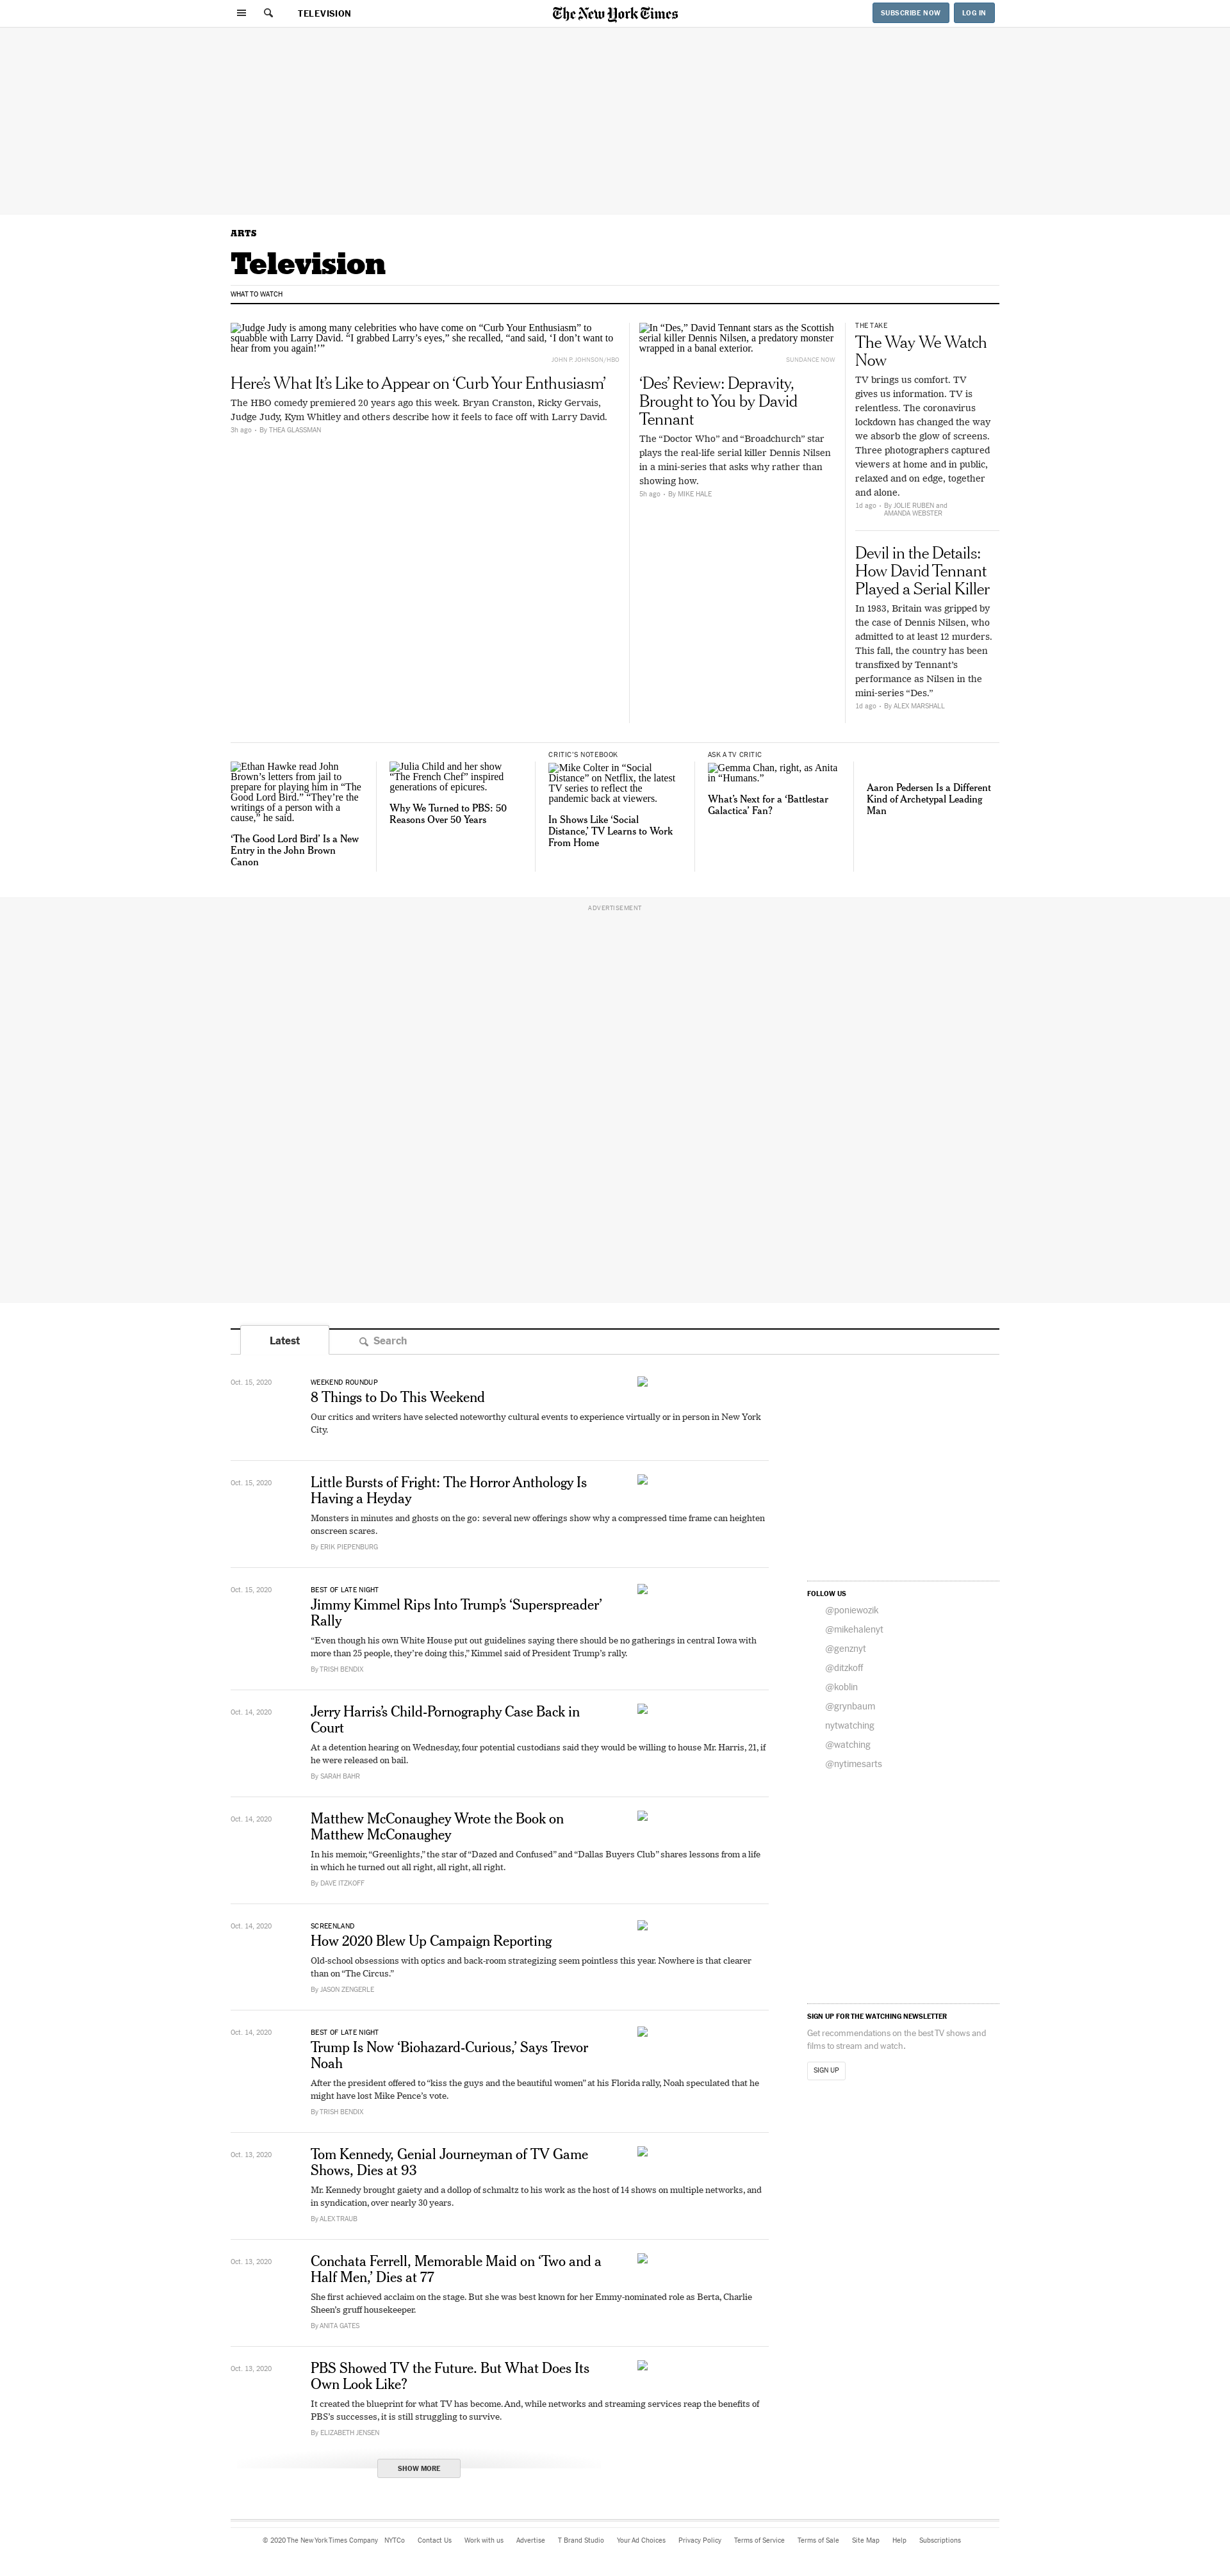 TELEVISION
The New York Times
SUBSCRIBE NOW
LOG IN
ARTS
Television
WHAT TO WATCH
Judge Judy is among many celebrities who have come on “Curb Your Enthusiasm” to
squabble with Larry David. “I grabbed Larry’s eyes,” she recalled, “and said, ‘I don’t want to
hear from you again!’”
JOHN P. JOHNSON/HBO
Here’s What It’s Like to Appear on ‘Curb Your Enthusiasm’
The HBO comedy premiered 20 years ago this week. Bryan Cranston, Ricky Gervais,
Judge Judy, Kym Whitley and others describe how it feels to face off with Larry David.
3h ago · By THEA GLASSMAN
In “Des,” David Tennant stars as the Scottish
serial killer Dennis Nilsen, a predatory monster
wrapped in a banal exterior.
SUNDANCE NOW
‘Des’ Review: Depravity,
Brought to You by David
Tennant
The “Doctor Who” and “Broadchurch” star
plays the real-life serial killer Dennis Nilsen
in a mini-series that asks why rather than
showing how.
5h ago · By MIKE HALE
THE TAKE
The Way We Watch
Now
TV brings us comfort. TV
gives us information. TV is
relentless. The coronavirus
lockdown has changed the way
we absorb the glow of screens.
Three photographers captured
viewers at home and in public,
relaxed and on edge, together
and alone.
1d ago · By JOLIE RUBEN and
AMANDA WEBSTER
Devil in the Details:
How David Tennant
Played a Serial Killer
In 1983, Britain was gripped by
the case of Dennis Nilsen, who
admitted to at least 12 murders.
This fall, the country has been
transfixed by Tennant’s
performance as Nilsen in the
mini-series “Des.”
1d ago · By ALEX MARSHALL
Ethan Hawke read John
Brown’s letters from jail to
prepare for playing him in “The
Good Lord Bird.” “They’re the
writings of a person with a
cause,” he said.
‘The Good Lord Bird’ Is a New
Entry in the John Brown
Canon
Julia Child and her show
“The French Chef” inspired
generations of epicures.
Why We Turned to PBS: 50
Reasons Over 50 Years
CRITIC’S NOTEBOOK
Mike Colter in “Social
Distance” on Netflix, the latest
TV series to reflect the
pandemic back at viewers.
In Shows Like ‘Social
Distance,’ TV Learns to Work
From Home
ASK A TV CRITIC
Gemma Chan, right, as Anita
in “Humans.”
What’s Next for a ‘Battlestar
Galactica’ Fan?
Aaron Pedersen Is a Different
Kind of Archetypal Leading
Man
ADVERTISEMENT
Latest
Search
Oct. 15, 2020
WEEKEND ROUNDUP
8 Things to Do This Weekend
Our critics and writers have selected noteworthy cultural events to experience virtually or in person in New York
City.
Oct. 15, 2020
Little Bursts of Fright: The Horror Anthology Is
Having a Heyday
Monsters in minutes and ghosts on the go: several new offerings show why a compressed time frame can heighten
onscreen scares.
By ERIK PIEPENBURG
Oct. 15, 2020
BEST OF LATE NIGHT
Jimmy Kimmel Rips Into Trump’s ‘Superspreader’
Rally
“Even though his own White House put out guidelines saying there should be no gatherings in central Iowa with
more than 25 people, they’re doing this,” Kimmel said of President Trump’s rally.
By TRISH BENDIX
Oct. 14, 2020
Jerry Harris’s Child-Pornography Case Back in
Court
At a detention hearing on Wednesday, four potential custodians said they would be willing to house Mr. Harris, 21, if
he were released on bail.
By SARAH BAHR
Oct. 14, 2020
Matthew McConaughey Wrote the Book on
Matthew McConaughey
In his memoir, “Greenlights,” the star of “Dazed and Confused” and “Dallas Buyers Club” shares lessons from a life
in which he turned out all right, all right, all right.
By DAVE ITZKOFF
Oct. 14, 2020
SCREENLAND
How 2020 Blew Up Campaign Reporting
Old-school obsessions with optics and back-room strategizing seem pointless this year. Nowhere is that clearer
than on “The Circus.”
By JASON ZENGERLE
Oct. 14, 2020
BEST OF LATE NIGHT
Trump Is Now ‘Biohazard-Curious,’ Says Trevor
Noah
After the president offered to “kiss the guys and the beautiful women” at his Florida rally, Noah speculated that he
might have lost Mike Pence’s vote.
By TRISH BENDIX
Oct. 13, 2020
Tom Kennedy, Genial Journeyman of TV Game
Shows, Dies at 93
Mr. Kennedy brought gaiety and a dollop of schmaltz to his work as the host of 14 shows on multiple networks, and
in syndication, over nearly 30 years.
By ALEX TRAUB
Oct. 13, 2020
Conchata Ferrell, Memorable Maid on ‘Two and a
Half Men,’ Dies at 77
She first achieved acclaim on the stage. But she was best known for her Emmy-nominated role as Berta, Charlie
Sheen’s gruff housekeeper.
By ANITA GATES
Oct. 13, 2020
PBS Showed TV the Future. But What Does Its
Own Look Like?
It created the blueprint for what TV has become. And, while networks and streaming services reap the benefits of
PBS’s successes, it is still struggling to survive.
By ELIZABETH JENSEN
SHOW MORE
FOLLOW US
@poniewozik
@mikehalenyt
@genznyt
@ditzkoff
@koblin
@grynbaum
nytwatching
@watching
@nytimesarts
SIGN UP FOR THE WATCHING NEWSLETTER
Get recommendations on the best TV shows and
films to stream and watch.
SIGN UP
© 2020 The New York Times Company NYTCo Contact Us Work with us Advertise T Brand Studio Your Ad Choices Privacy Policy Terms of Service Terms of Sale Site Map Help Subscriptions